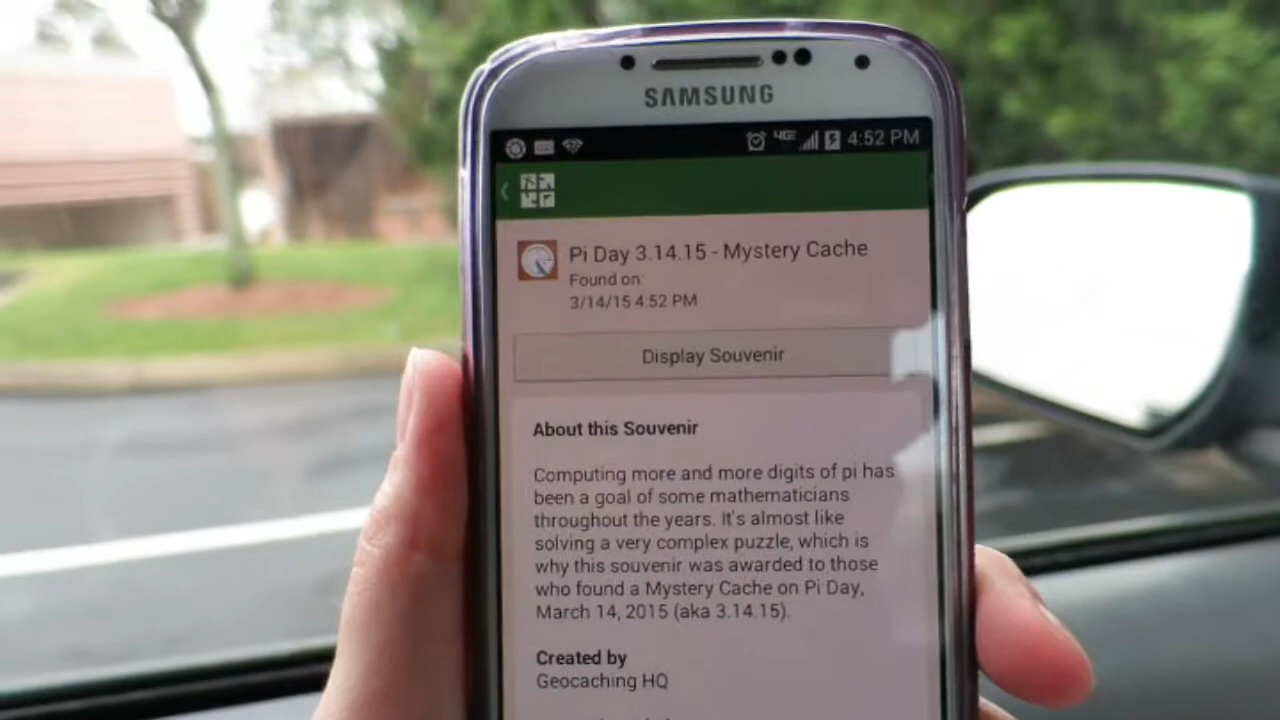 SAMSUNG
4GE 4:52 PM
Pi Day 3.14.15 - Mystery Cache
Found on:
3/14/15 4:52 PM
Display Souvenir
About this Souvenir
Computing more and more digits of pi has
been a goal of some mathematicians
throughout the years. It's almost like
solving a very complex puzzle, which is
why this souvenir was awarded to those
who found a Mystery Cache on Pi Day,
March 14, 2015 (aka 3.14.15).
Created by
Geocaching HQ